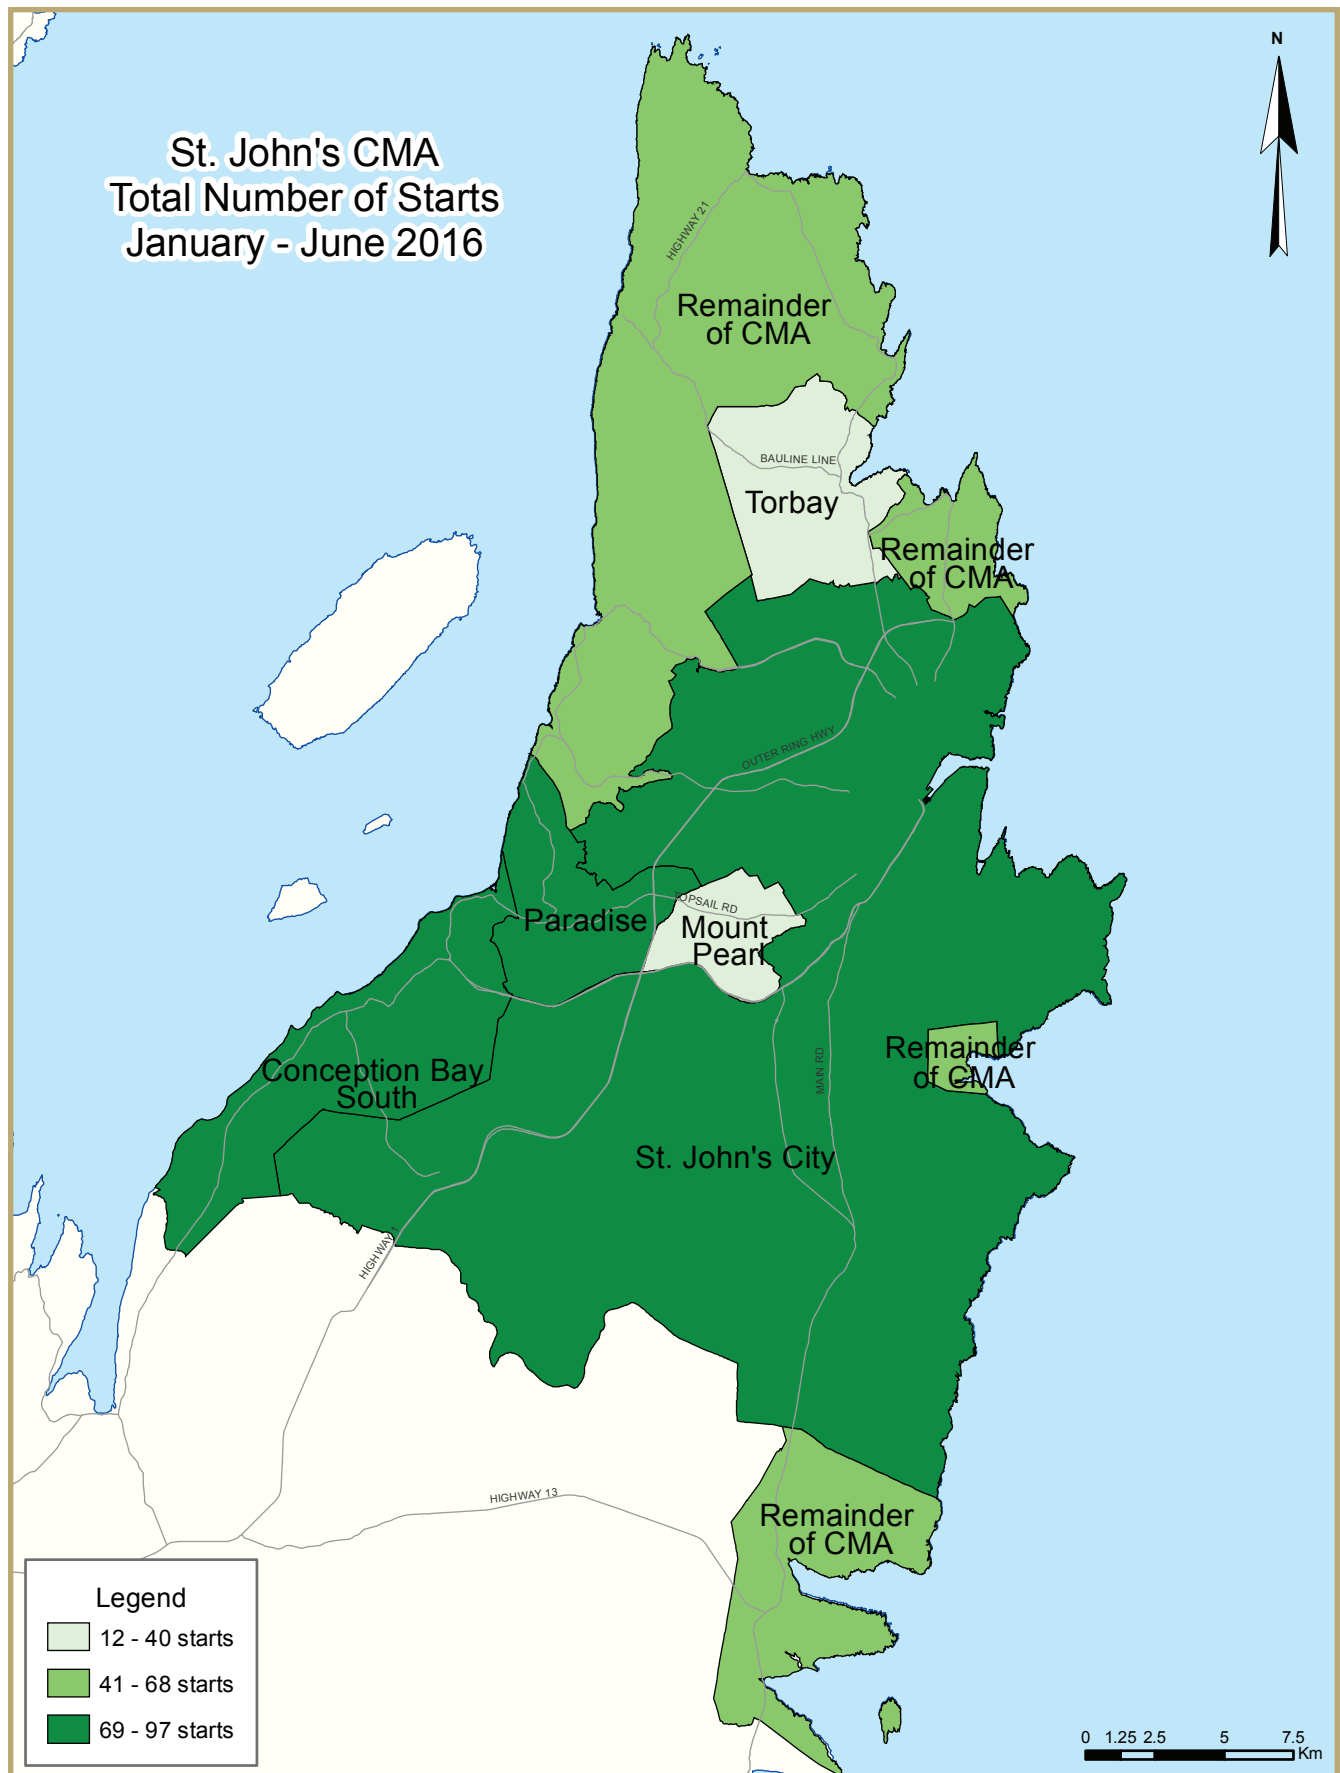 N
St. John's CMA
Total Number of Starts
January - June 2016
HIGHWAY 21
Remainder
of CMA
BAULINE LINE
Torbay
Remainder
of CMA
OUTER RING HWY
TOPSAIL RD
Paradise
Mount
Pearl
Remainder
of CMA
MAIN RD
Conception Bay
South
St. John's City
HIGHWAY 1
HIGHWAY 13
Remainder
of CMA
Legend
12 - 40 starts
41 - 68 starts
69 - 97 starts
0 1.25 2.5 5 7.5
Km